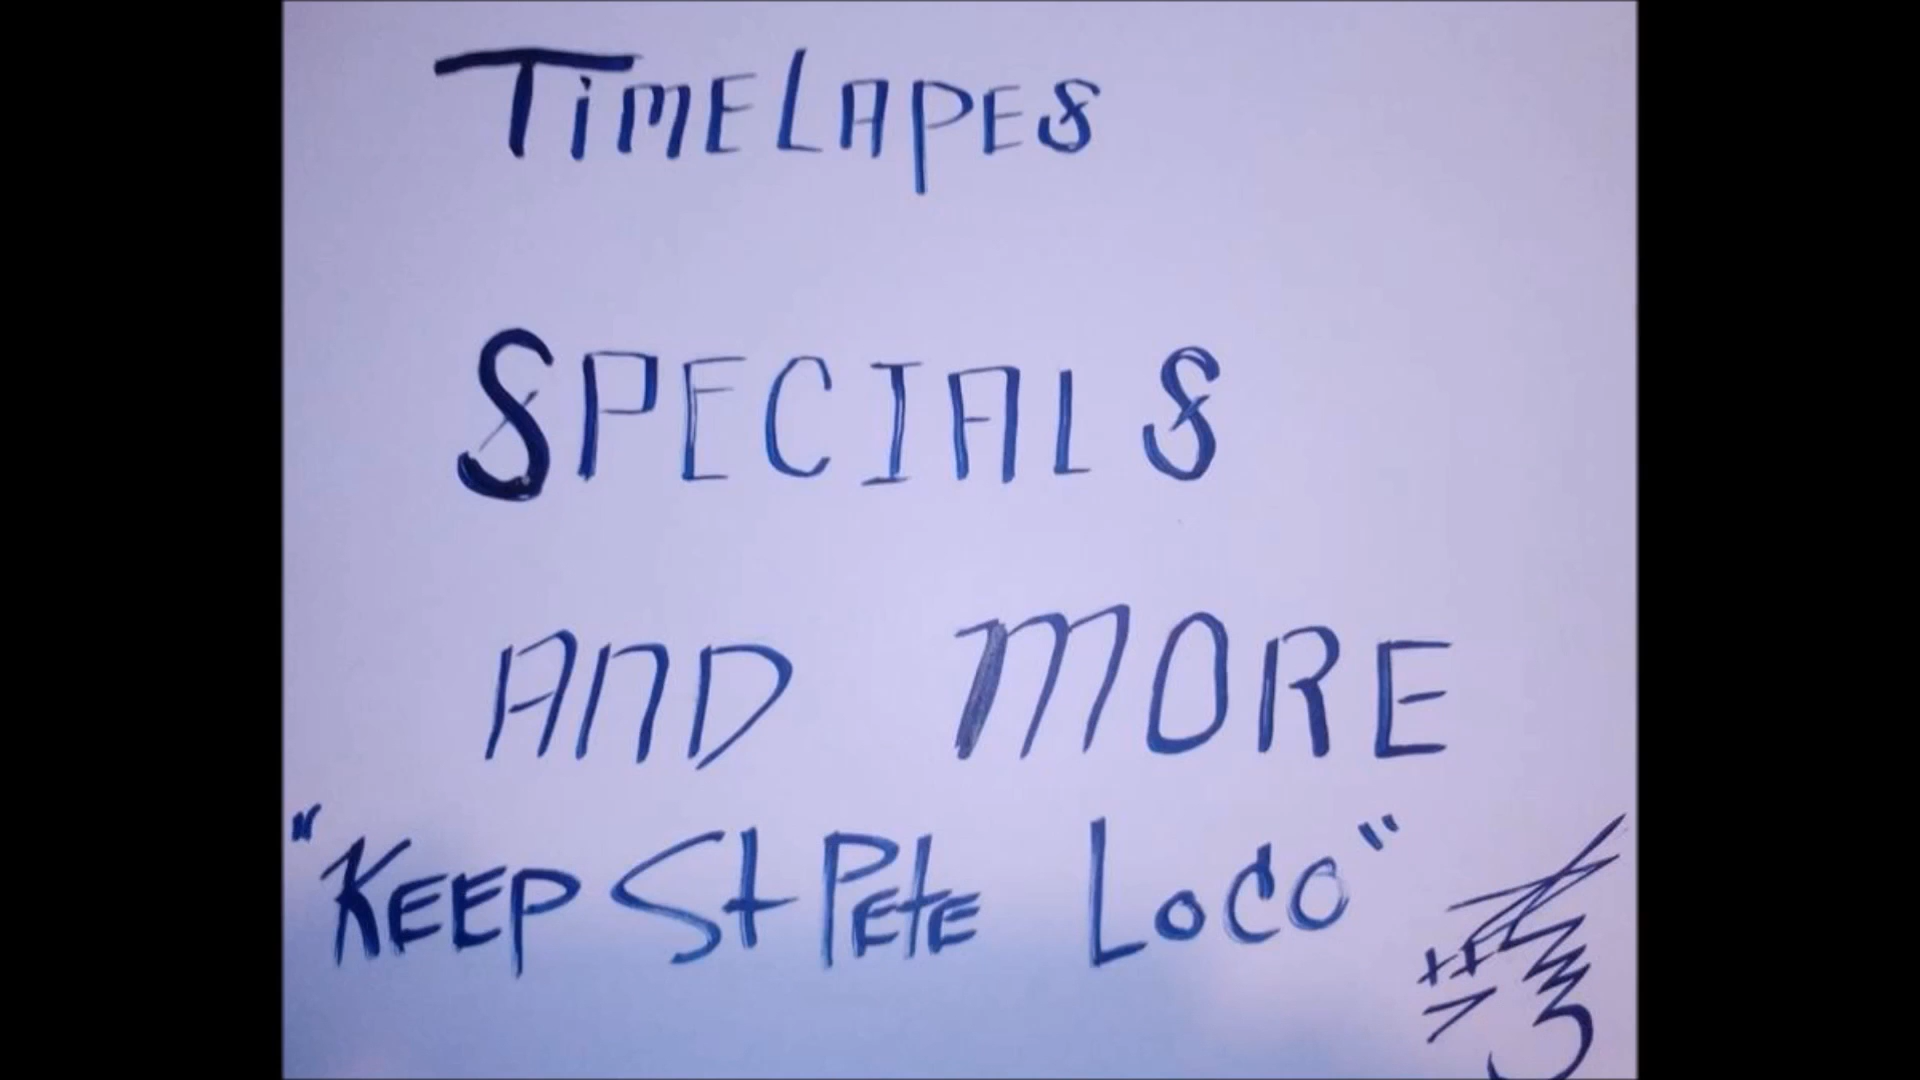 TimELAPES
SPECIALS
AnD mORE
"KEEP St PEtE LoCo"